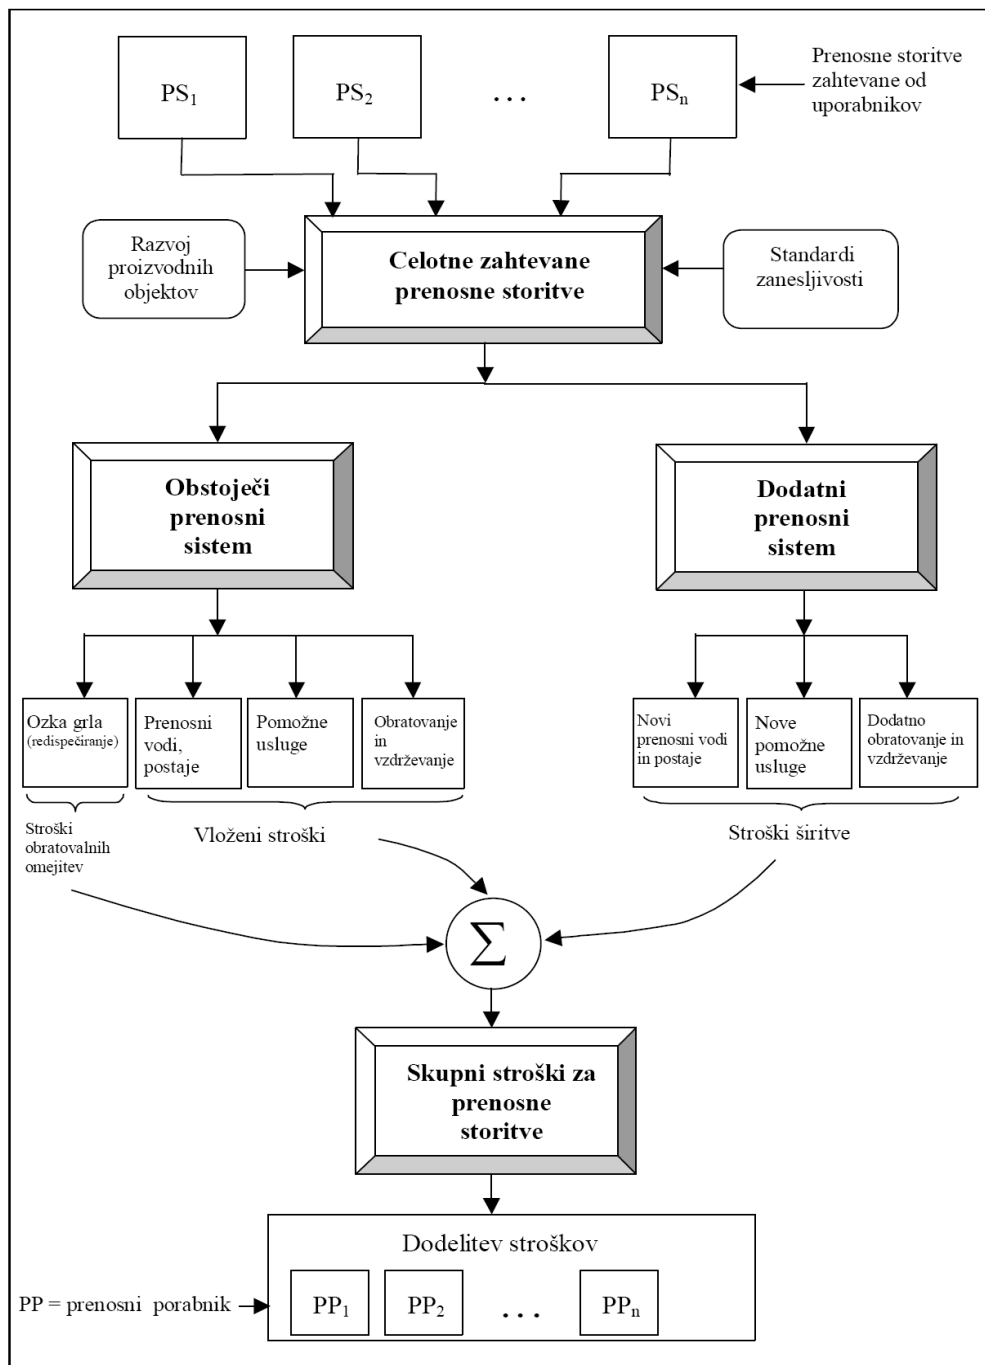 PS1
PS2
...
PSn
Prenosne storitve
zahtevane od
uporabnikov
Razvoj
proizvodnih
objektov
Celotne zahtevane
prenosne storitve
Standardi
zanesljivosti
Obstoječi
prenosni
sistem
Dodatni
prenosni
sistem
Ozka grla
(redispečiranje)
Prenosni
vodi,
postaje
Pomožne
usluge
Obratovanje
in
vzdrževanje
Novi
prenosni vodi
in postaje
Nove
pomožne
usluge
Dodatno
obratovanje in
vzdrževanje
Stroški
obratovalnih
omejitev
Vloženi stroški
Stroški širitve
∑
Skupni stroški za
prenosne
storitve
Dodelitev stroškov
PP = prenosni porabnik
PP1
PP2
...
PPn